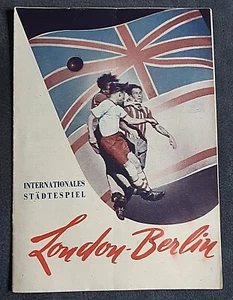 INTERNATIONALES
STÄDTESPIEL
London-Berlin